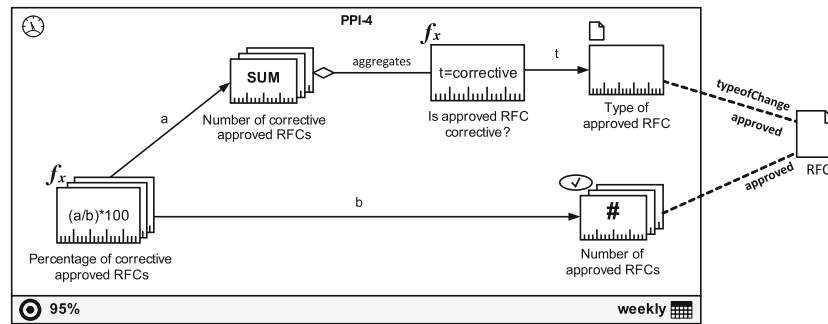 PPI-4
fx
SUM
aggregates
t=corrective
t
typeofChange
approved
Type of
approved RFC
Is approved RFC
corrective?
Number of corrective
approved RFCs
a
RFC
fx
(a/b)*100
b
#
approved
Percentage of corrective
approved RFCs
Number of
approved RFCs
95%
weekly